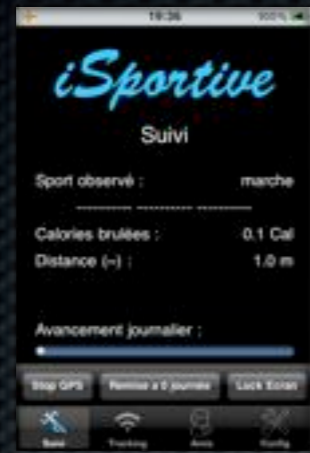 19:36 100%
iSportive
Suivi
Sport observé : marche
---------- ---------- ----------
Calories brulées : 0.1 Cal
Distance (~) : 1.0 m
Avancement journalier :
Stop GPS Remise a 0 journée Lock Ecran
Suivi Tracking Amis Config